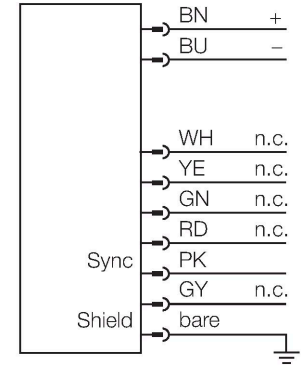 BN +
BU –
WH n.c.
YE n.c.
GN n.c.
RD n.c.
Sync PK
GY n.c.
Shield bare